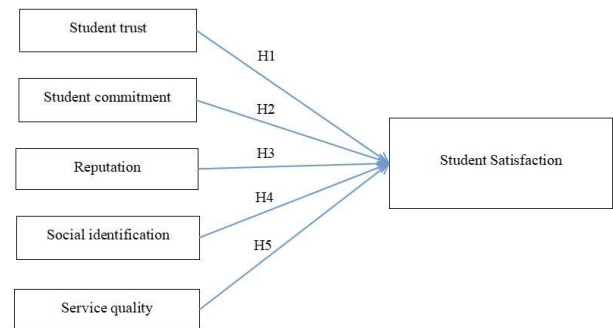 Student trust
H1
Student commitment
H2
Reputation
H3
Student Satisfaction
Social identification
H4
Service quality
H5